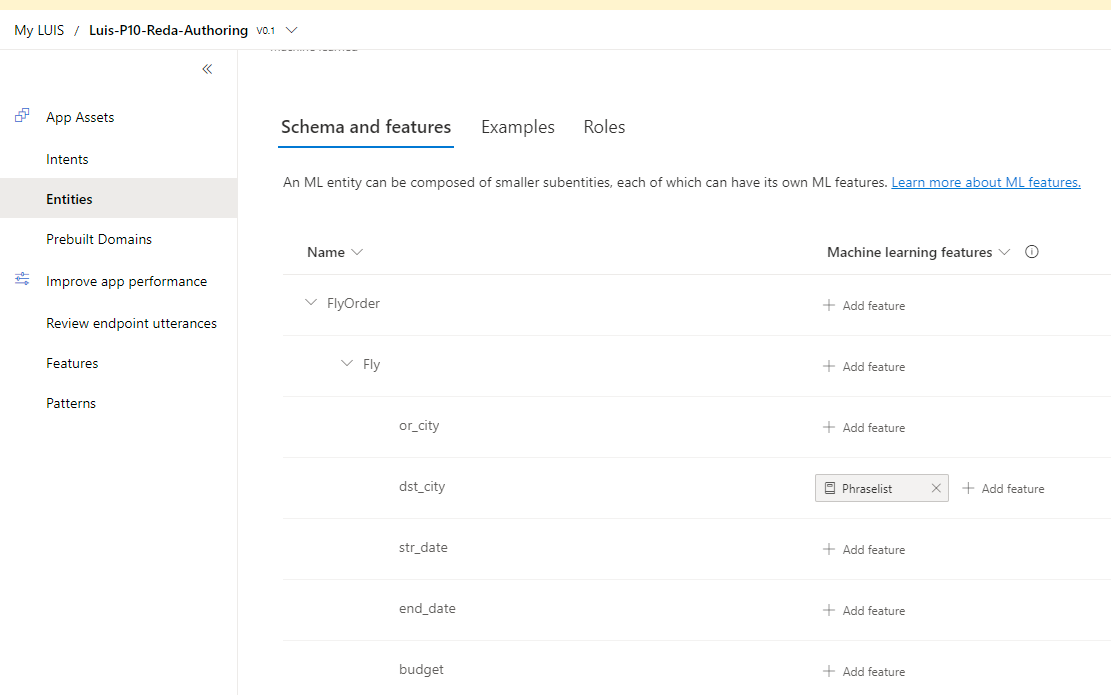 My LUIS / Luis-P10-Reda-Authoring V0.1
App Assets
Intents
Entities
Prebuilt Domains
Improve app performance
Review endpoint utterances
Features
Patterns
Schema and features Examples Roles
An ML entity can be composed of smaller subentities, each of which can have its own ML features. Learn more about ML features.
Name Machine learning features
FlyOrder + Add feature
Fly + Add feature
or_city + Add feature
dst_city Phraselist + Add feature
str_date + Add feature
end_date + Add feature
budget + Add feature